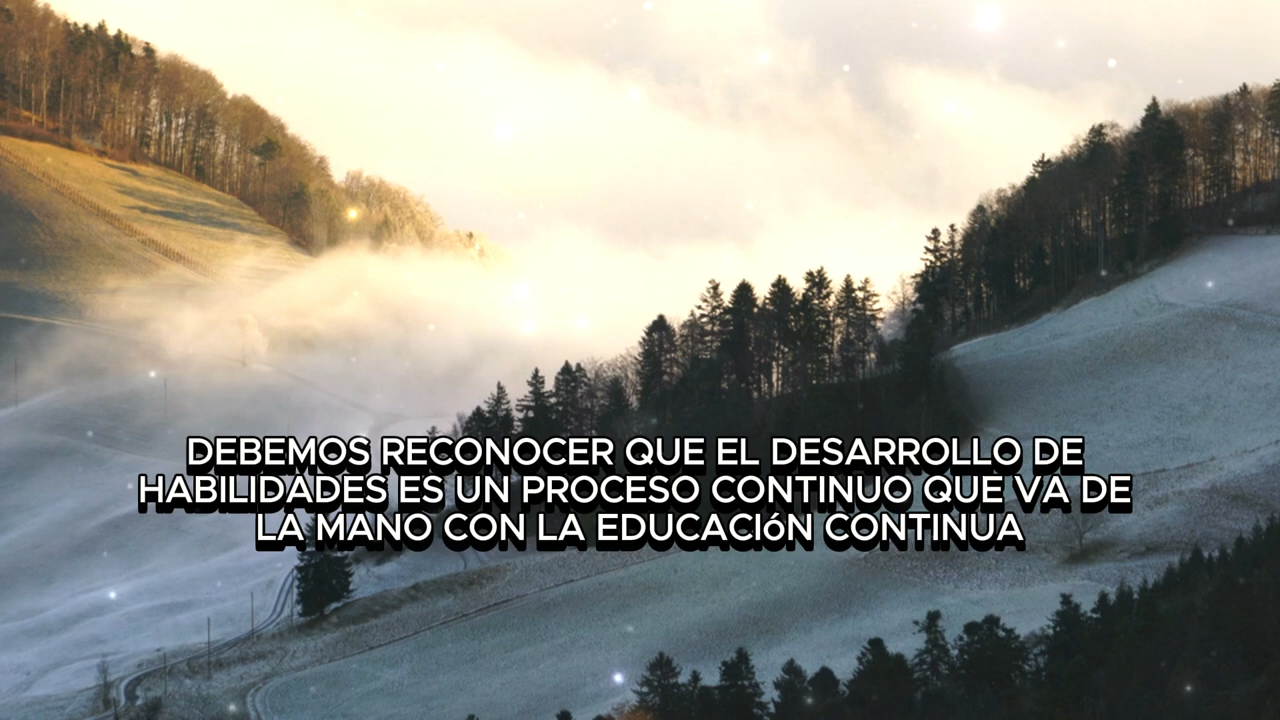 DEBEMOS RECONOCER QUE EL DESARROLLO DE
HABILIDADES ES UN PROCESO CONTINUO QUE VA DE
LA MANO CON LA EDUCACIóN CONTINUA